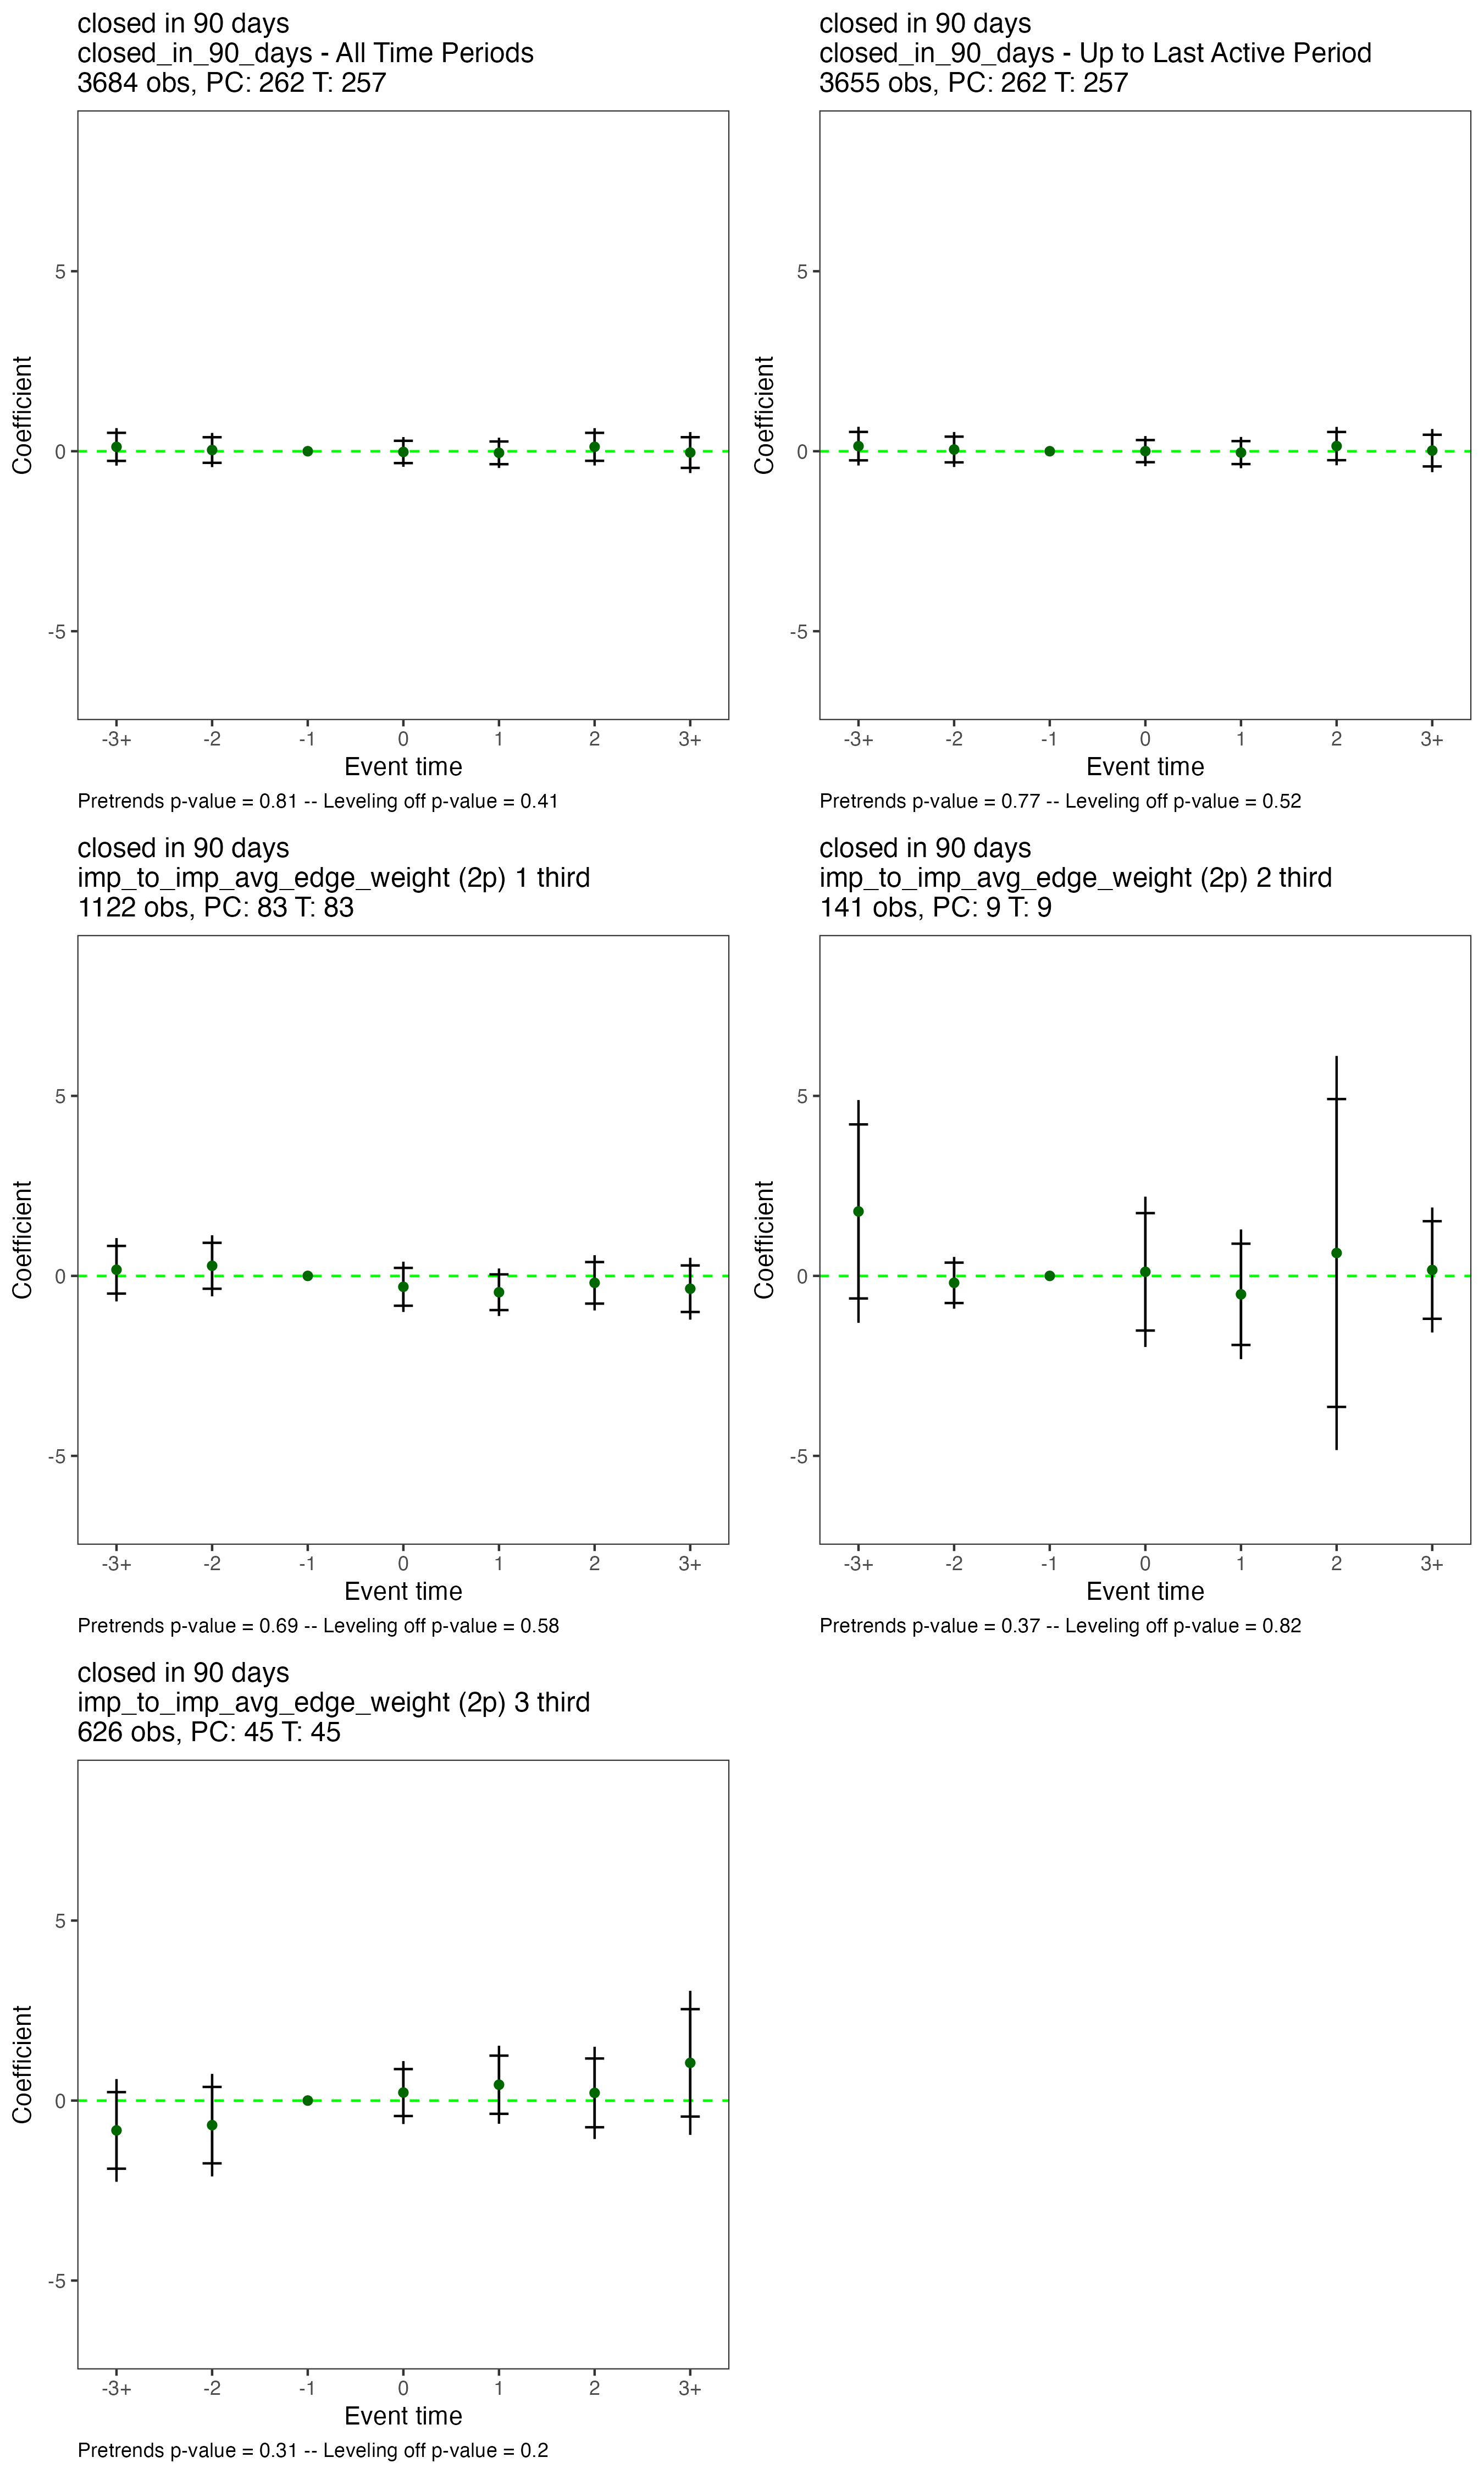 closed in 90 days
closed_in_90_days - All Time Periods
3684 obs, PC: 262 T: 257
Coefficient
5
0
-5
-3+ -2 -1 0 1 2 3+
Event time
Pretrends p-value = 0.81 -- Leveling off p-value = 0.41
closed in 90 days
closed_in_90_days - Up to Last Active Period
3655 obs, PC: 262 T: 257
Coefficient
5
0
-5
-3+ -2 -1 0 1 2 3+
Event time
Pretrends p-value = 0.77 -- Leveling off p-value = 0.52
closed in 90 days
imp_to_imp_avg_edge_weight (2p) 1 third
1122 obs, PC: 83 T: 83
Coefficient
5
0
-5
-3+ -2 -1 0 1 2 3+
Event time
Pretrends p-value = 0.69 -- Leveling off p-value = 0.58
closed in 90 days
imp_to_imp_avg_edge_weight (2p) 2 third
141 obs, PC: 9 T: 9
Coefficient
5
0
-5
-3+ -2 -1 0 1 2 3+
Event time
Pretrends p-value = 0.37 -- Leveling off p-value = 0.82
closed in 90 days
imp_to_imp_avg_edge_weight (2p) 3 third
626 obs, PC: 45 T: 45
Coefficient
5
0
-5
-3+ -2 -1 0 1 2 3+
Event time
Pretrends p-value = 0.31 -- Leveling off p-value = 0.2